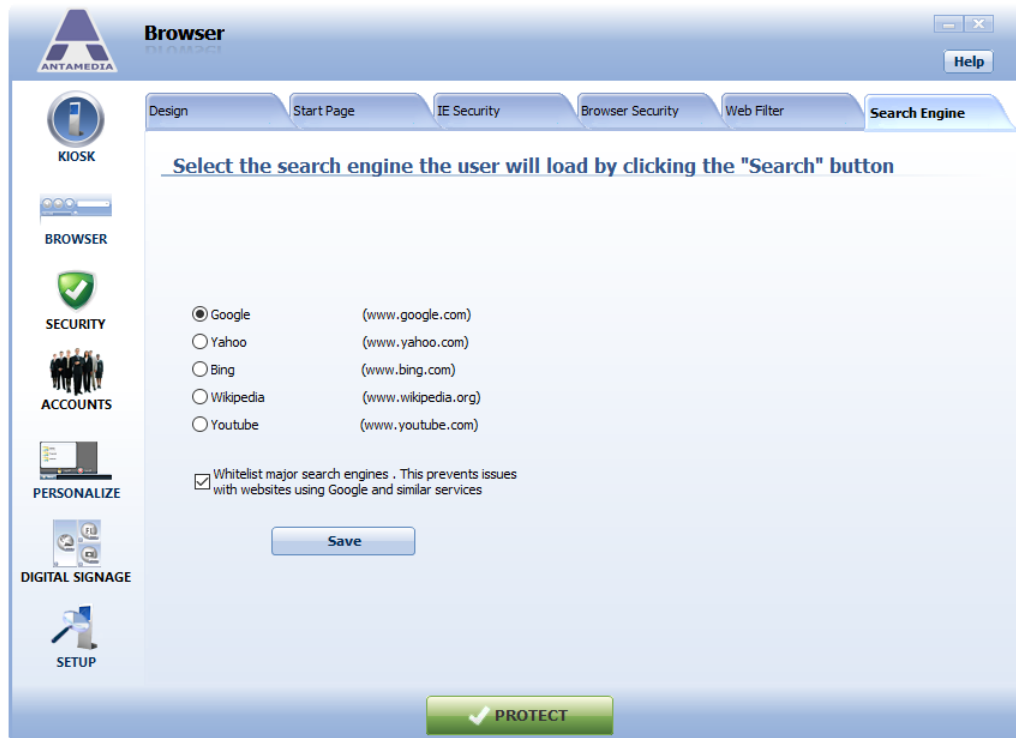 Browser
ANTAMEDIA
Help
Design
Start Page
IE Security
Browser Security
Web Filter
Search Engine
KIOSK
BROWSER
SECURITY
ACCOUNTS
PERSONALIZE
DIGITAL SIGNAGE
SETUP
Select the search engine the user will load by clicking the "Search" button
Google (www.google.com)
Yahoo (www.yahoo.com)
Bing (www.bing.com)
Wikipedia (www.wikipedia.org)
Youtube (www.youtube.com)
Whitelist major search engines . This prevents issues
with websites using Google and similar services
Save
PROTECT